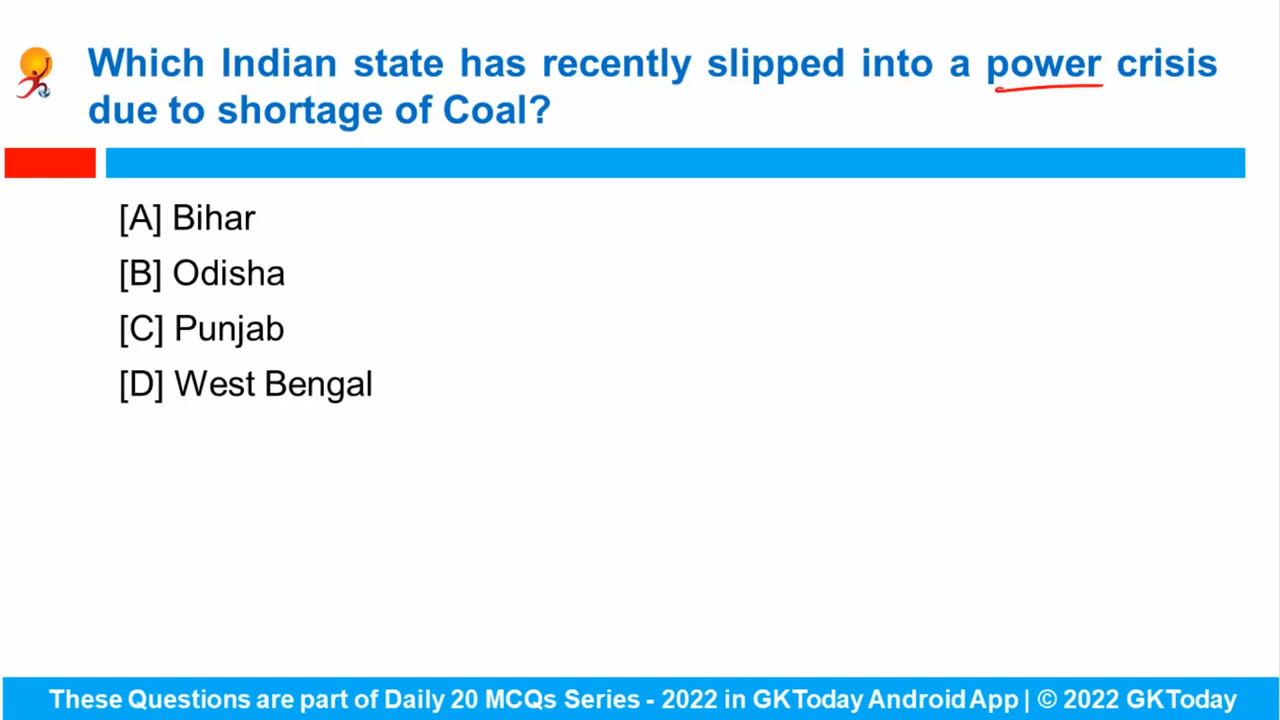 Which Indian state has recently slipped into a power crisis
due to shortage of Coal?
[A] Bihar
[B] Odisha
[C] Punjab
[D] West Bengal
These Questions are part of Daily 20 MCQs Series - 2022 in GKToday Android App | © 2022 GKToday